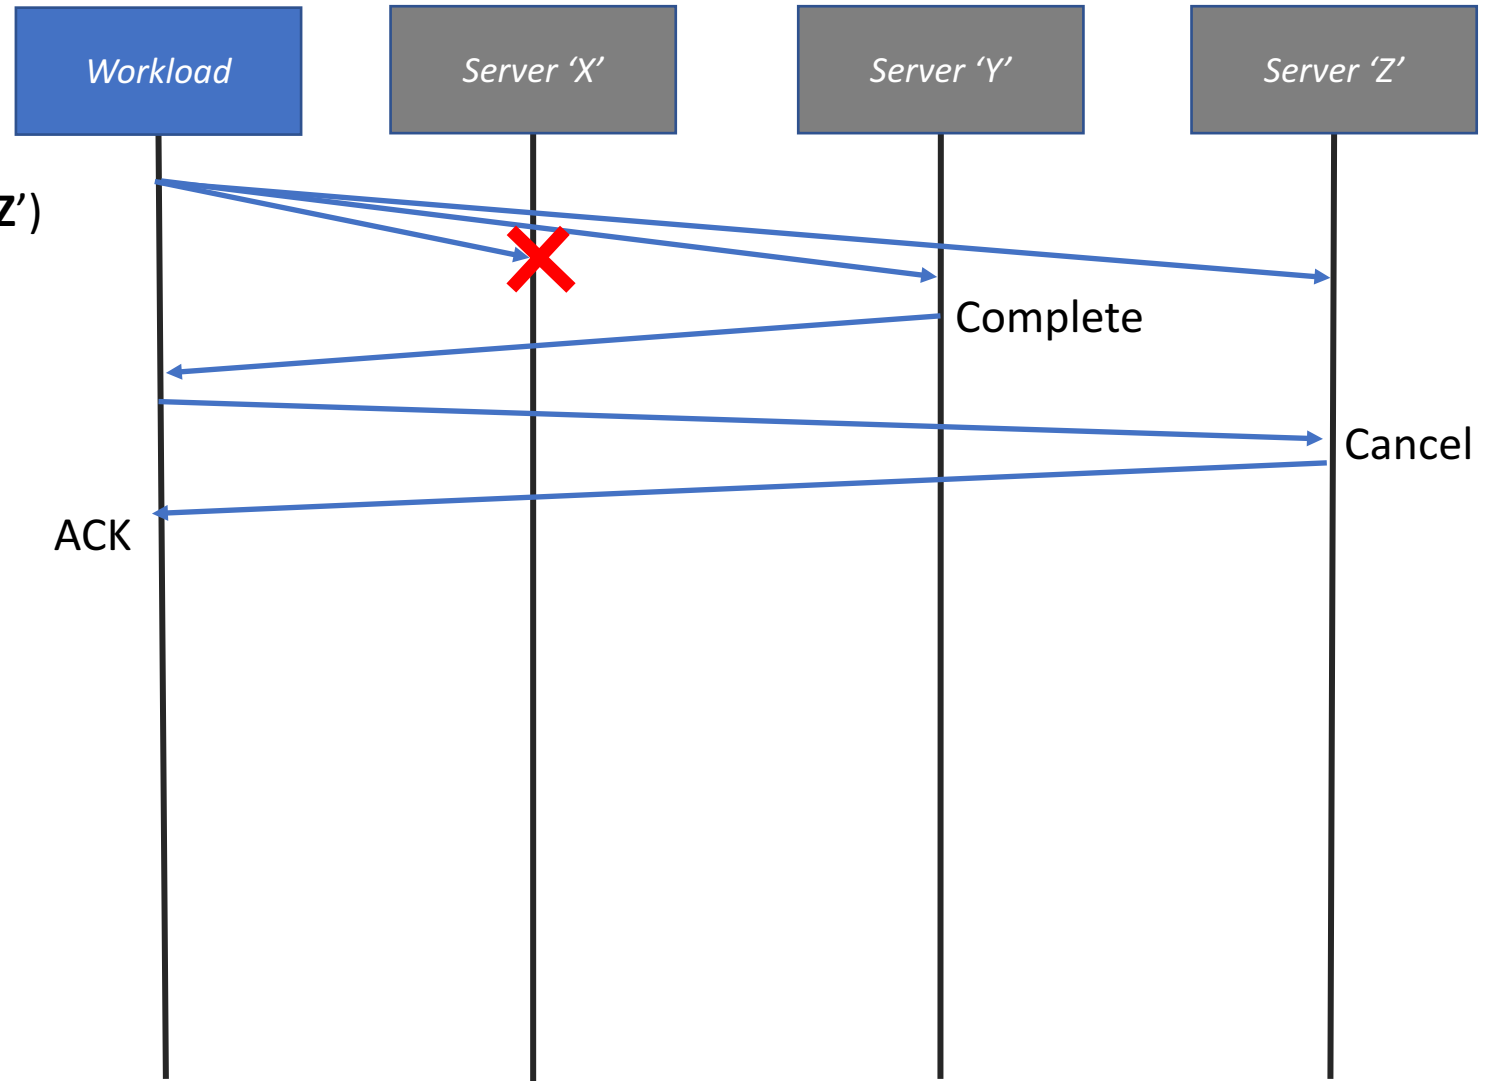 Workload
Server ‘X’
Server ‘Y’
Server ‘Z’
Z’)
Complete
Cancel
ACK